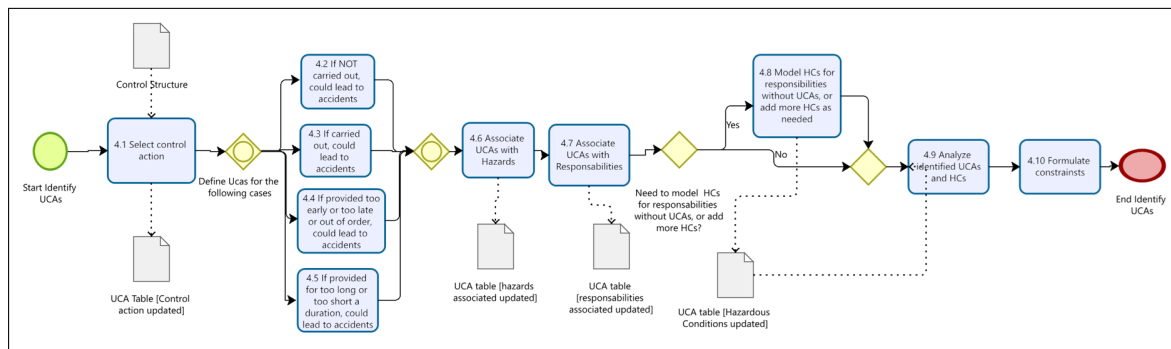 Control Structure
Start Identify
UCAs
4.1 Select control
action
UCA Table [Control
action updated]
Define Ucas for the
following cases
4.2 If NOT
carried out,
could lead to
accidents
4.3 If carried
out, could
lead to
accidents
4.4 If provided too
early or too late
or out of order,
could lead to
accidents
4.5 If provided
for too long or
too short a
duration, could
lead to accidents
4.6 Associate
UCAs with
Hazards
UCA table [hazards
associated updated]
4.7 Associate
UCAs with
Responsabilities
UCA table
[responsabilities
associated updated]
Need to model HCs
for responsabilities
without UCAs, or add
more HCs?
Yes
No
4.8 Model HCs for
responsibilities
without UCAs, or
add more HCs as
needed
UCA table [Hazardous
Conditions updated]
4.9 Analyze
identified UCAs
and HCs
4.10 Formulate
constrainsts
End Identify
UCAs